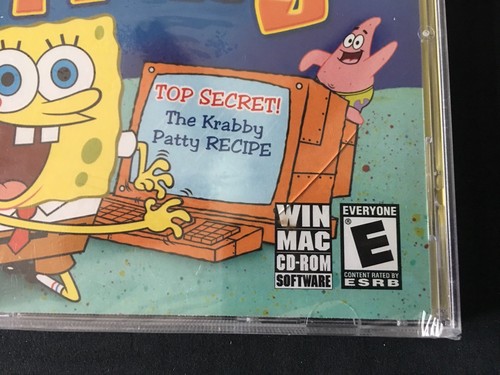 TOP SECRET!
The Krabby
Patty RECIPE
WIN
MAC
CD-ROM
SOFTWARE
EVERYONE
E
®
CONTENT RATED BY
ESRB